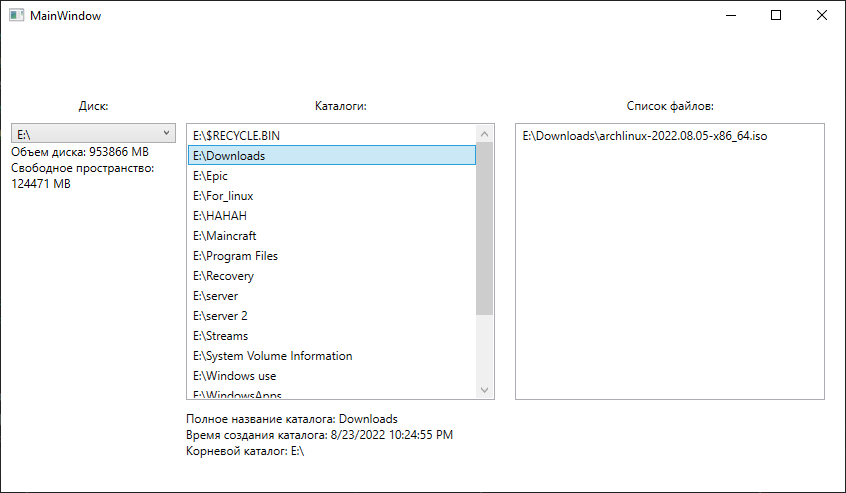 MainWindow
Диск:
E:\
Объем диска: 953866 MB
Свободное пространство:
124471 MB
Каталоги:
E:\$RECYCLE.BIN
E:\Downloads
E:\Epic
E:\For_linux
E:\HAHAH
E:\Maincraft
E:\Program Files
E:\Recovery
E:\server
E:\server 2
E:\Streams
E:\System Volume Information
E:\Windows use
E:\WindowsApps
Полное название каталога: Downloads
Время создания каталога: 8/23/2022 10:24:55 PM
Корневой каталог: E:\
Список файлов:
E:\Downloads\archlinux-2022.08.05-x86_64.iso